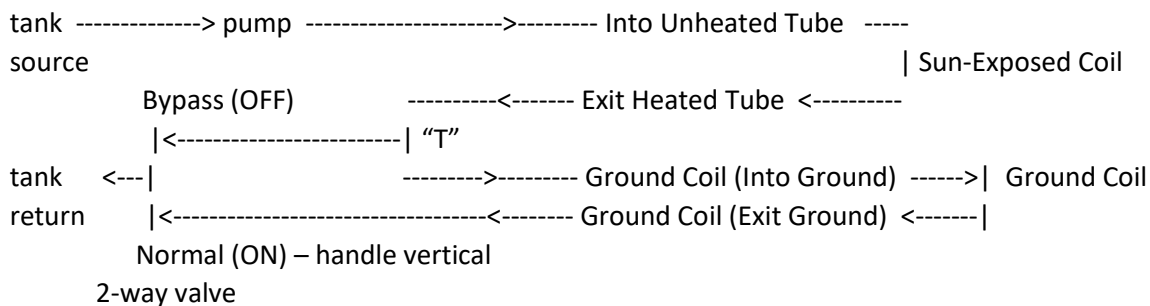 tank --------------> pump ---------------------->--------- Into Unheated Tube -----
source | Sun-Exposed Coil
Bypass (OFF) ----------<------- Exit Heated Tube <----------
|<-------------------------| “T”
tank <---| --------->--------- Ground Coil (Into Ground) ------>| Ground Coil
return |<-----------------------------------<-------- Ground Coil (Exit Ground) <-------|
Normal (ON) – handle vertical
2-way valve